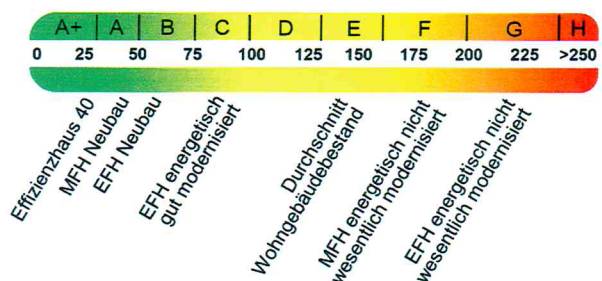 A+ A B C D E F G H
0 25 50 75 100 125 150 175 200 225 >250
Effizienzhaus 40
MFH Neubau
EFH Neubau
EFH energetisch
gut modernisiert
Durchschnitt
Wohngebäudebestand
MFH energetisch nicht
wesentlich modernisiert
EFH energetisch nicht
wesentlich modernisiert